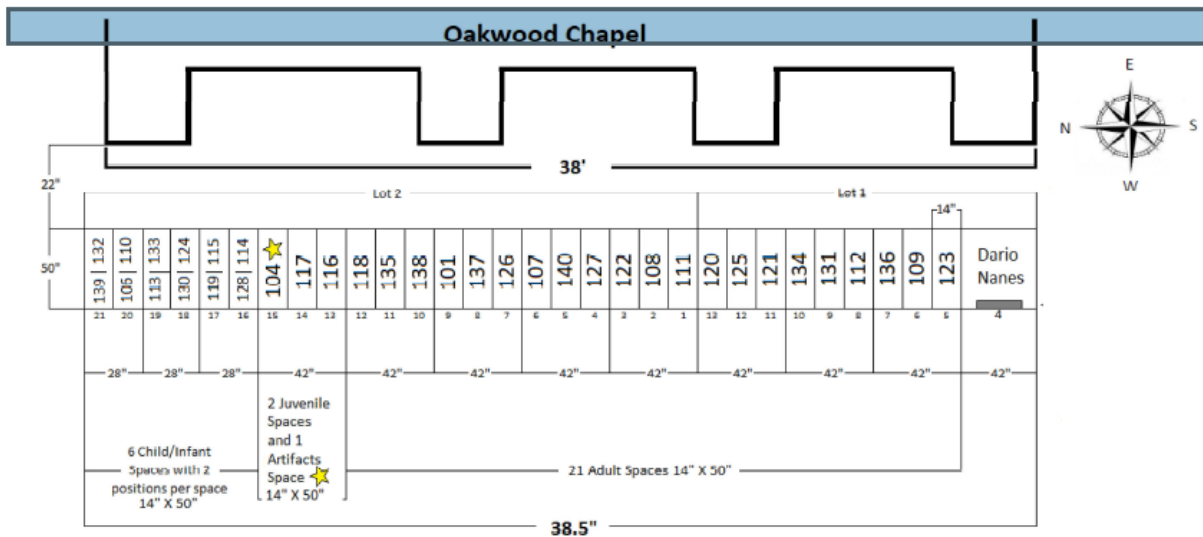 Oakwood Chapel
E
N
S
W
38'
22"
Lot 2
Lot 1
14"
50"
139 | 132
106 | 110
113 | 133
130 | 124
119 | 115
128 | 114
104
117
116
118
135
138
101
137
126
107
140
127
122
108
111
120
125
121
134
131
112
136
109
123
Dario
Nanes
21 20 19 18 17 16 15 14 13 12 11 10 9 8 7 6 5 4 3 2 1 13 12 11 10 9 8 7 6 5 4
28" 28" 28" 42" 42" 42" 42" 42" 42" 42" 42" 42"
2 Juvenile
Spaces
and 1
Artifacts
Space
14" X 50"
6 Child/Infant
Spaces with 2
positions per space
14" X 50"
21 Adult Spaces 14" X 50"
38.5"